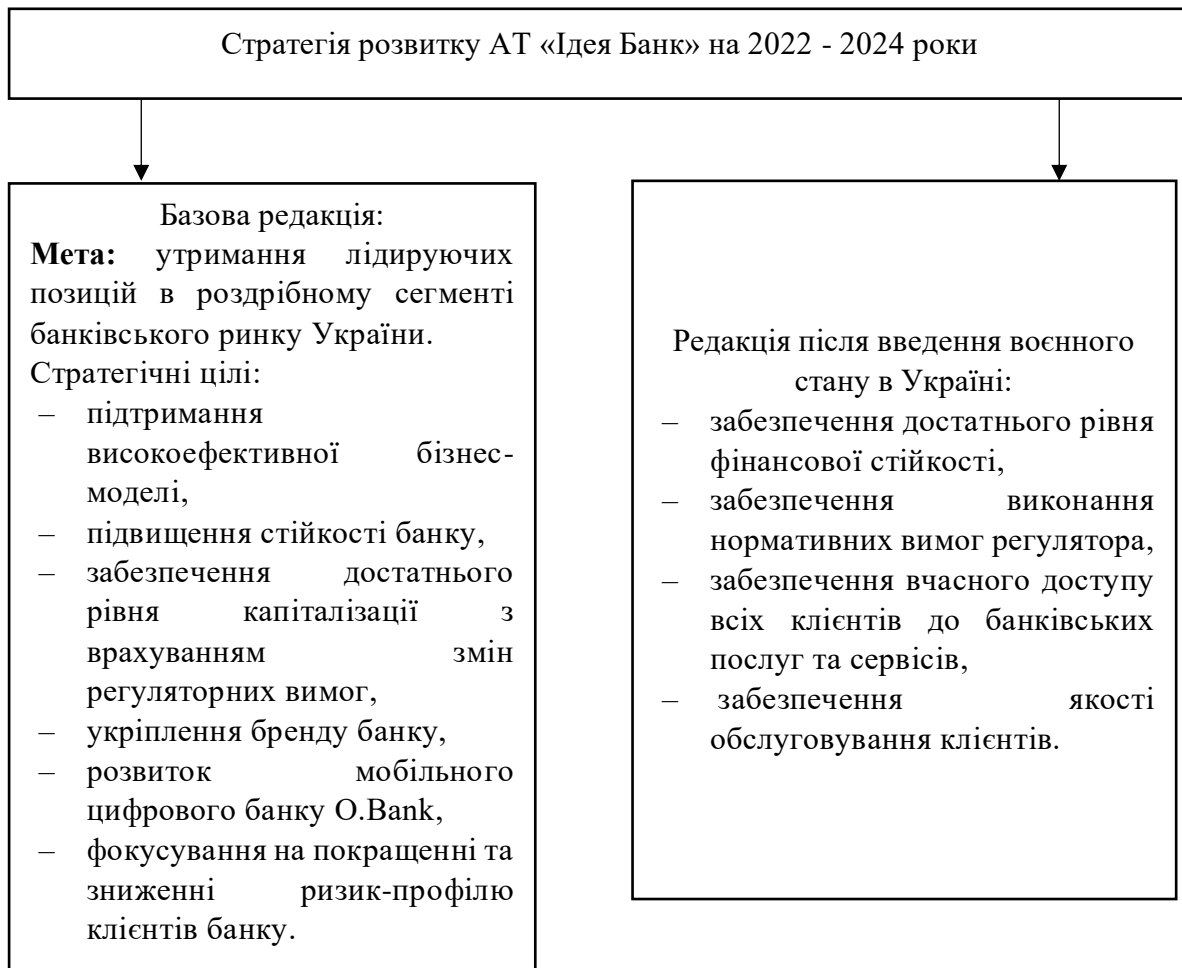 Стратегія розвитку АТ «Ідея Банк» на 2022 - 2024 роки
Базова редакція:
Мета: утримання лідируючих
позицій в роздрібному сегменті
банківського ринку України.
Стратегічні цілі:
– підтримання
високоефективної бізнес-
моделі,
– підвищення стійкості банку,
– забезпечення достатнього
рівня капіталізації з
врахуванням змін
регуляторних вимог,
– укріплення бренду банку,
– розвиток мобільного
цифрового банку O.Bank,
– фокусування на покращенні та
зниженні ризик-профілю
клієнтів банку.
Редакція після введення воєнного
стану в Україні:
– забезпечення достатнього рівня
фінансової стійкості,
– забезпечення виконання
нормативних вимог регулятора,
– забезпечення вчасного доступу
всіх клієнтів до банківських
послуг та сервісів,
– забезпечення якості
обслуговування клієнтів.